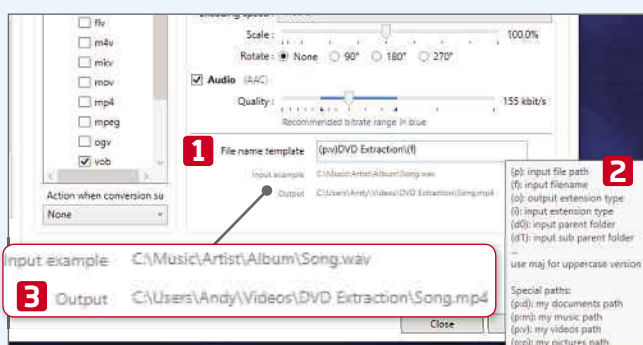 flv
m4v
mkv
mov
mp4
mpeg
ogv
vob
Action when conversion su
None
Scale: 100.0%
Rotate: None 90° 180° 270°
Audio (AAC)
Quality: 155 kbit/s
Recommended bitrate range in blue
1 File name template (p:v)DVD Extraction\(f)
Input example C:\Music\Artist\Album\Song.wav
Output C:\Users\Andy\Videos\DVD Extraction\Song.mp4
Input example C:\Music\Artist\Album\Song.wav
3 Output C:\Users\Andy\Videos\DVD Extraction\Song.mp4
Close
2
(p): input file path
(f): input filename
(o): output extension type
(i): input extension type
(d0): input parent folder
(d1): input sub parent folder
...
use maj for uppercase version
Special paths:
(p:d): my documents path
(p:m): my music path
(p:v): my videos path
(p:p): my pictures path